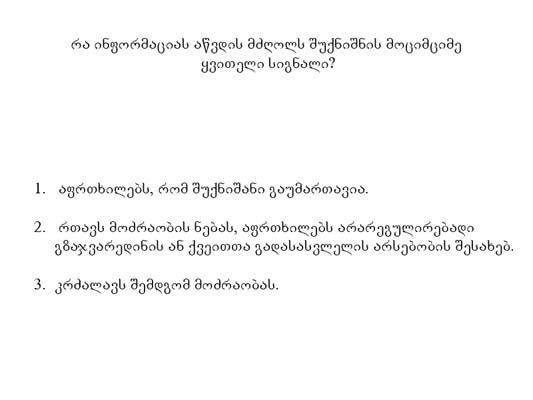 რა ინფორმაციას აწვდის მძღოლს შუქნიშნის მოციმციმე
ყვითელი სიგნალი?
1. აფრთხილებს, რომ შუქნიშანი გაუმართავია.
2. რთავს მოძრაობის ნებას, აფრთხილებს არარეგულირებადი
გზაჯვარედინის ან ქვეითთა გადასასვლელის არსებობის შესახებ.
3. კრძალავს შემდგომ მოძრაობას.